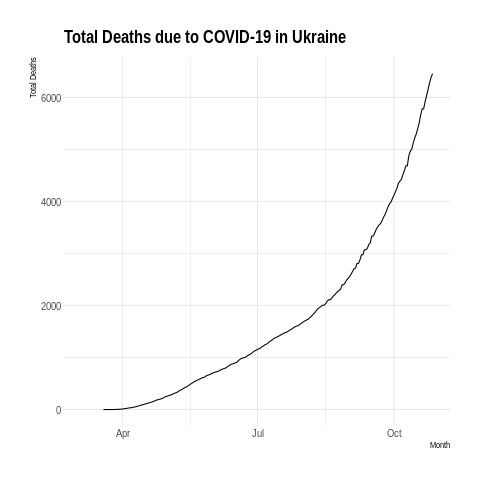 Total Deaths due to COVID-19 in Ukraine
Total Deaths
6000
4000
2000
0
Apr
Jul
Oct
Month